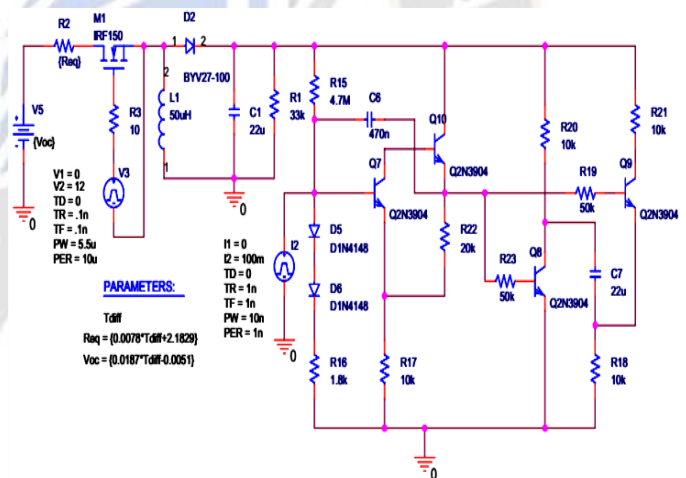 R2
{Req}
M1
IRF150
D2
1
2
BYV27-100
V5
{Voc}
0
R3
10
V3
V1 = 0
V2 = 12
TD = 0
TR = .1n
TF = .1n
PW = 5.5u
PER = 10u
2
L1
50uH
1
C1
22u
R1
33k
0
R15
4.7M
C6
470n
Q10
Q2N3904
Q7
Q2N3904
R20
10k
R21
10k
R19
50k
Q9
Q2N3904
I1 = 0
I2 = 100m
TD = 0
TR = 1n
TF = 1n
PW = 10n
PER = 1n
I2
0
D5
D1N4148
D6
D1N4148
R22
20k
R23
50k
Q8
Q2N3904
C7
22u
R16
1.8k
R17
10k
R18
10k
0
PARAMETERS:
Tdiff
Req = {0.0078*Tdiff+2.1829}
Voc = {0.0187*Tdiff-0.0051}